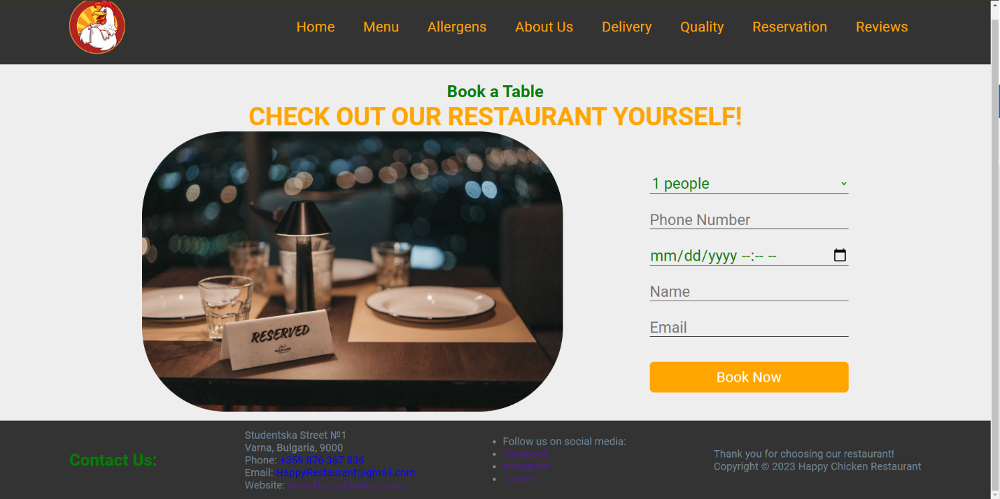 Home Menu Allergens About Us Delivery Quality Reservation Reviews
Book a Table
CHECK OUT OUR RESTAURANT YOURSELF!
RESERVED
Joe's
BACKYARD
1 people
Phone Number
mm/dd/yyyy --:-- --
Name
Email
Book Now
Contact Us:
Studentska Street №1
Varna, Bulgaria, 9000
Phone: +359 876 367 836
Email: HappyRestaurant@gmail.com
Website: www.HappyChicken.com
Follow us on social media:
Facebook
Instagram
Twitter
Thank you for choosing our restaurant!
Copyright © 2023 Happy Chicken Restaurant